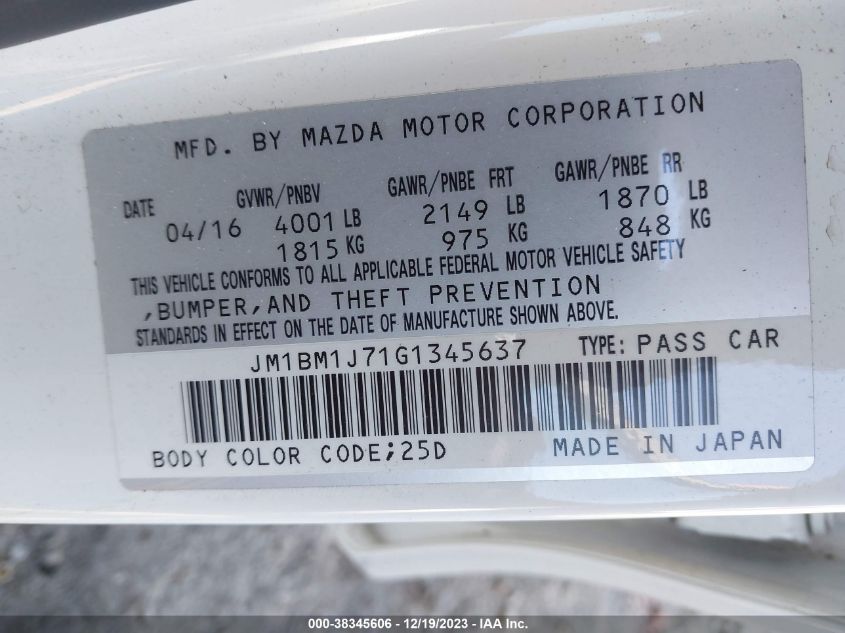 MFD. BY MAZDA MOTOR CORPORATION
DATE GVWR/PNBV GAWR/PNBE FRT GAWR/PNBE RR
04/16 4001 LB 2149 LB 1870 LB
1815 KG 975 KG 848 KG
THIS VEHICLE CONFORMS TO ALL APPLICABLE FEDERAL MOTOR VEHICLE SAFETY
,BUMPER,AND THEFT PREVENTION
STANDARDS IN EFFECT ON THE DATE OF MANUFACTURE SHOWN ABOVE.
JM1BM1J71G1345637 TYPE: PASS CAR
BODY COLOR CODE;25D MADE IN JAPAN
000-38345606 - 12/19/2023 - IAA Inc.